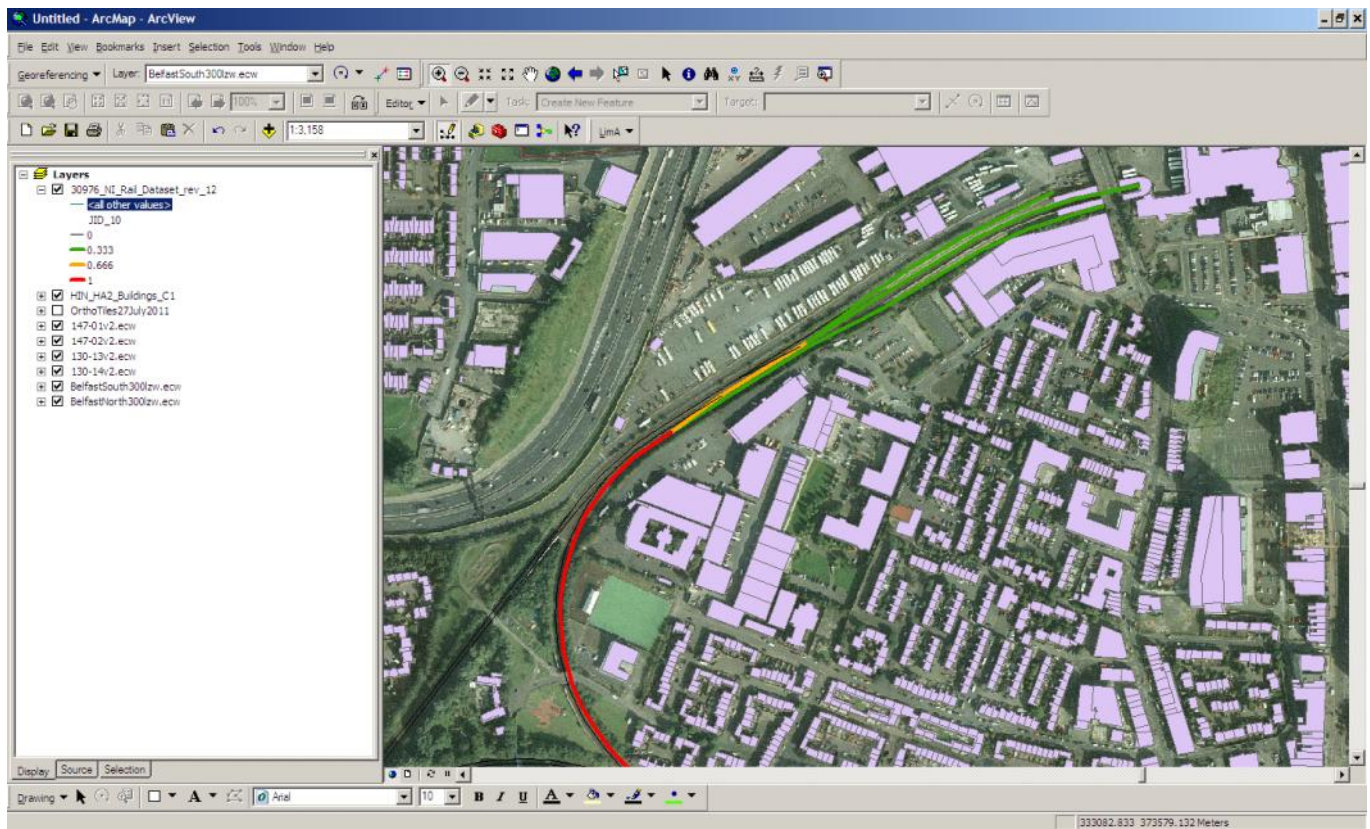 Untitled - ArcMap - ArcView
File Edit View Bookmarks Insert Selection Tools Window Help
Georeferencing Layer: BelfastSouth300lzw.ecw
100% Editor Task: Create New Feature Target:
1:3,158 LimA
Layers
30976_NI_Rail_Dataset_rev_12
<all other values>
JID_10
0
0.333
0.666
1
HIN_HA2_Buildings_C1
OrthoTiles27July2011
147-01v2.ecw
147-02v2.ecw
130-13v2.ecw
130-14v2.ecw
BelfastSouth300lzw.ecw
BelfastNorth300lzw.ecw
Display Source Selection
Drawing A Arial 10 B I U A
333082.833 373579.132 Meters